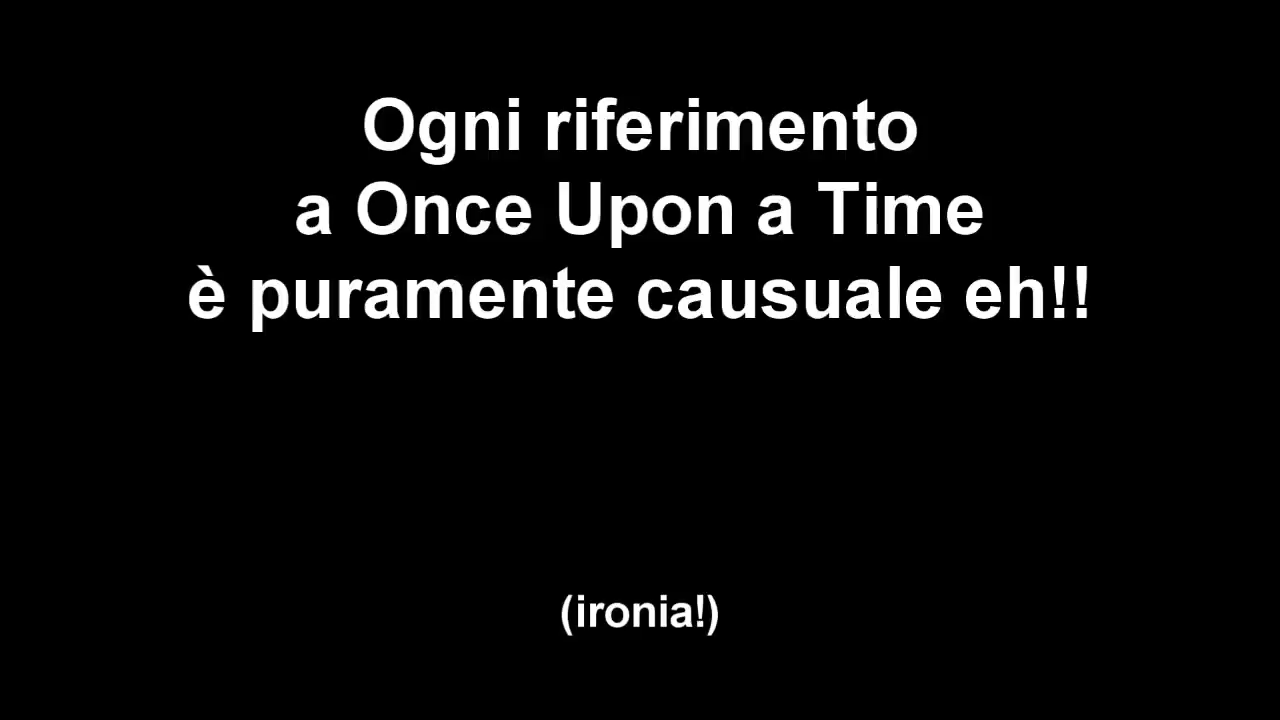 Ogni riferimento
a Once Upon a Time
è puramente causuale eh!!
(ironia!)